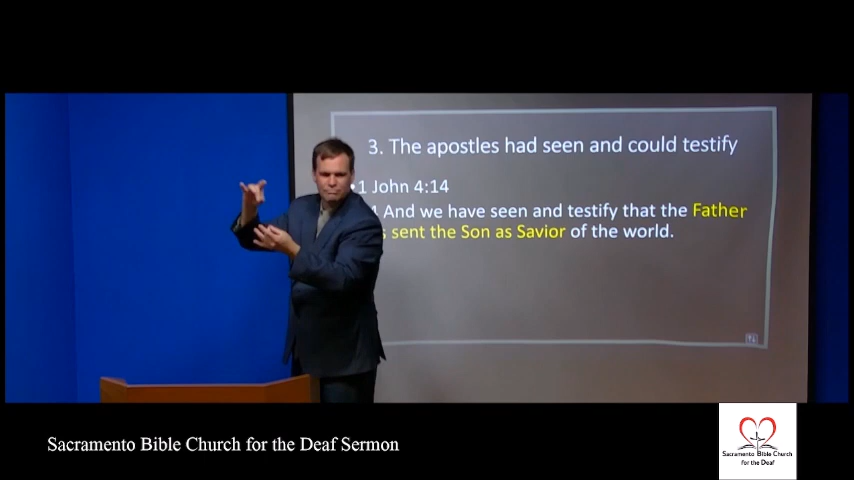 3. The apostles had seen and could testify
•1 John 4:14
And we have seen and testify that the Father
sent the Son as Savior of the world.
Sacramento Bible Church for the Deaf Sermon
Sacramento Bible Church
for the Deaf